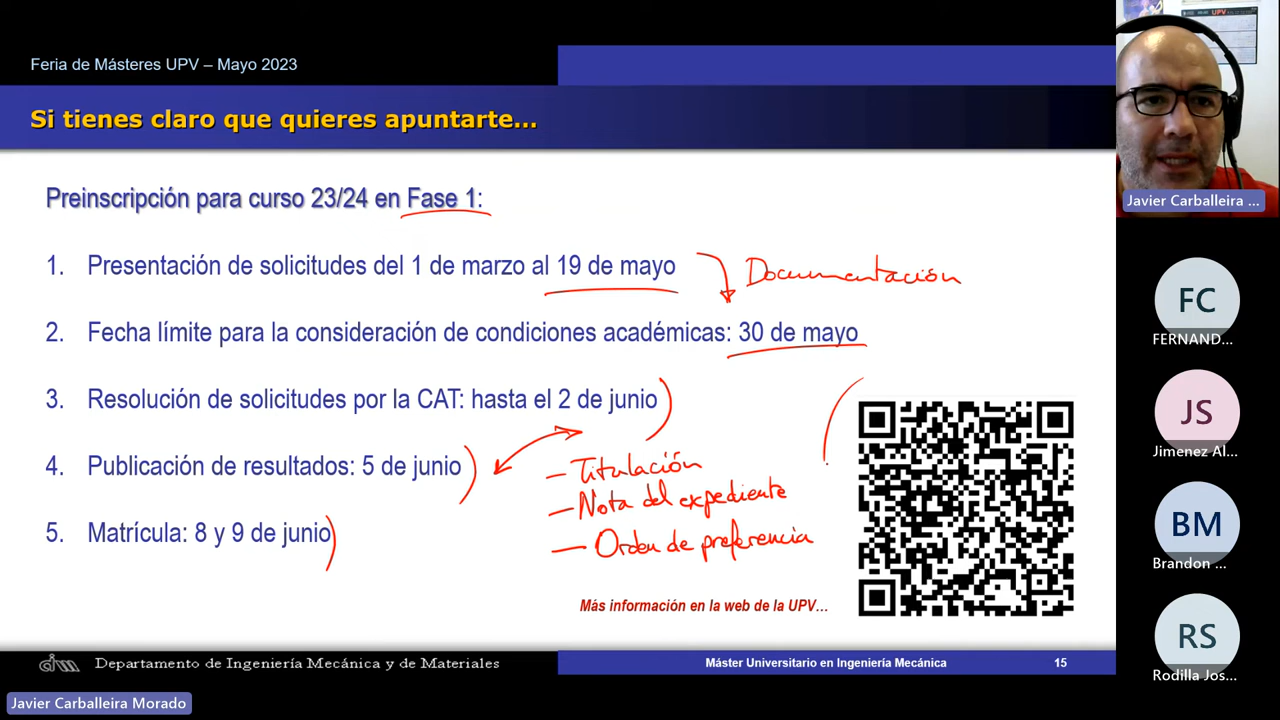 Feria de Másteres UPV – Mayo 2023
Si tienes claro que quieres apuntarte...
Preinscripción para curso 23/24 en Fase 1:
1. Presentación de solicitudes del 1 de marzo al 19 de mayo
Documentación
2. Fecha límite para la consideración de condiciones académicas: 30 de mayo
3. Resolución de solicitudes por la CAT: hasta el 2 de junio
4. Publicación de resultados: 5 de junio
– Titulación
– Nota del expediente
– Orden de preferencia
5. Matrícula: 8 y 9 de junio
Más información en la web de la UPV...
Departamento de Ingeniería Mecánica y de Materiales
Máster Universitario en Ingeniería Mecánica
15
Javier Carballeira Morado
UPV
Javier Carballeira ...
FC
FERNAND...
JS
Jimenez Al...
BM
Brandon ...
RS
Rodilla Jos...